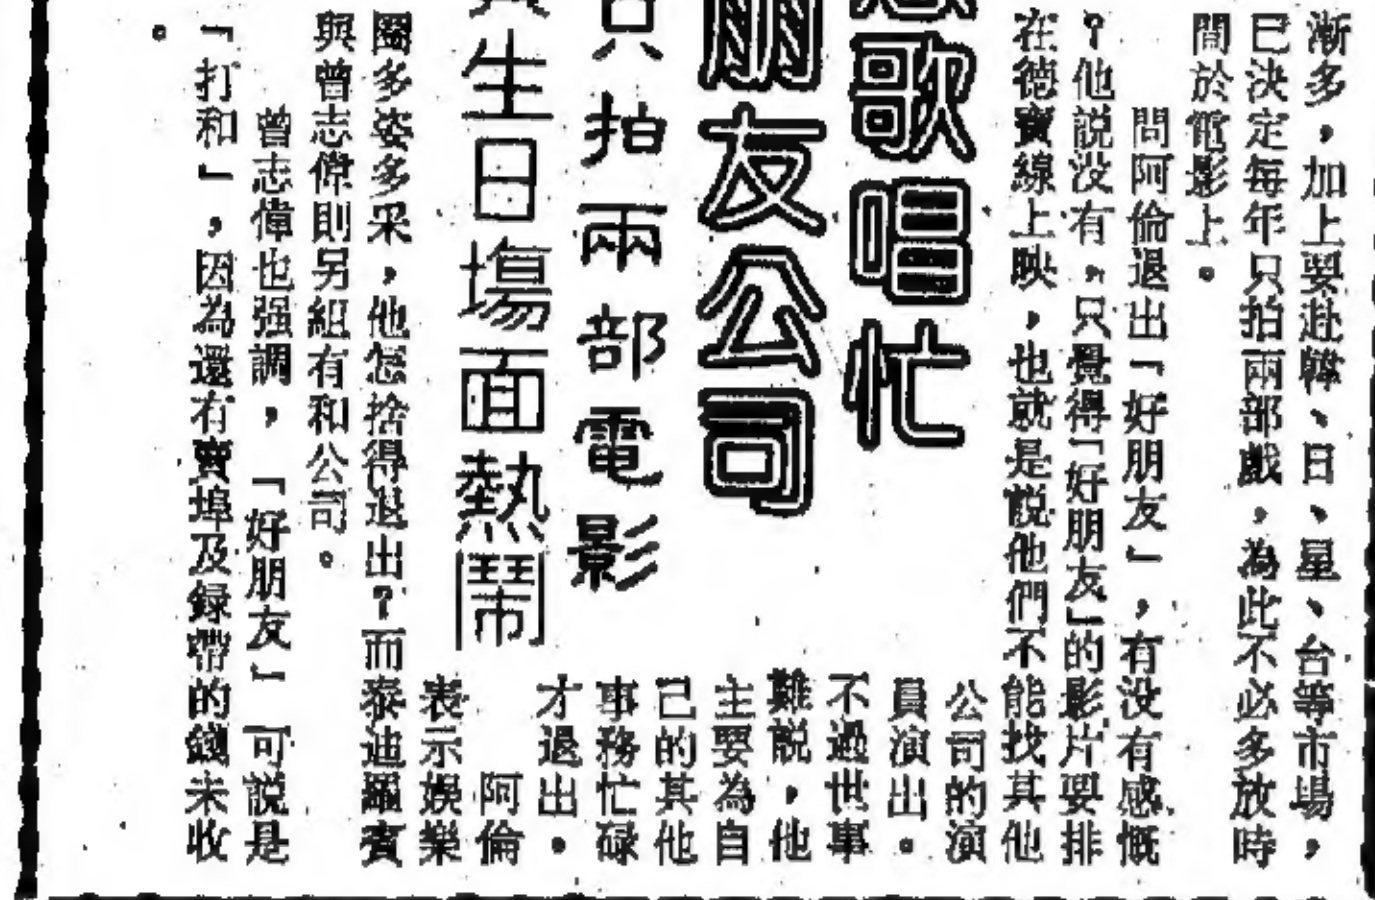 漸多，加上要赴韓、日、星、台等市場，
已決定每年只拍兩部戲，為此不必多放時
間於電影上。
問阿倫退出「好朋友」，有没有感慨
？他説没有，只覺得「好朋友」的影片要排
在德寶線上映，也就是説他們不能找其他
公司的演
員演出。
不過世事
難説，他
主要為自
己的其他
事務忙碌
才退出。
阿倫
表示娛樂
歌唱忙
朋友公司
只拍兩部電影
生日場面熱鬧
圈多姿多采，他怎捨得退出？而泰迪羅賓
與曾志偉則另組有和公司。
曾志偉也强調，「好朋友」可説是
「打和」，因為還有賣埠及録帶的錢未收
。